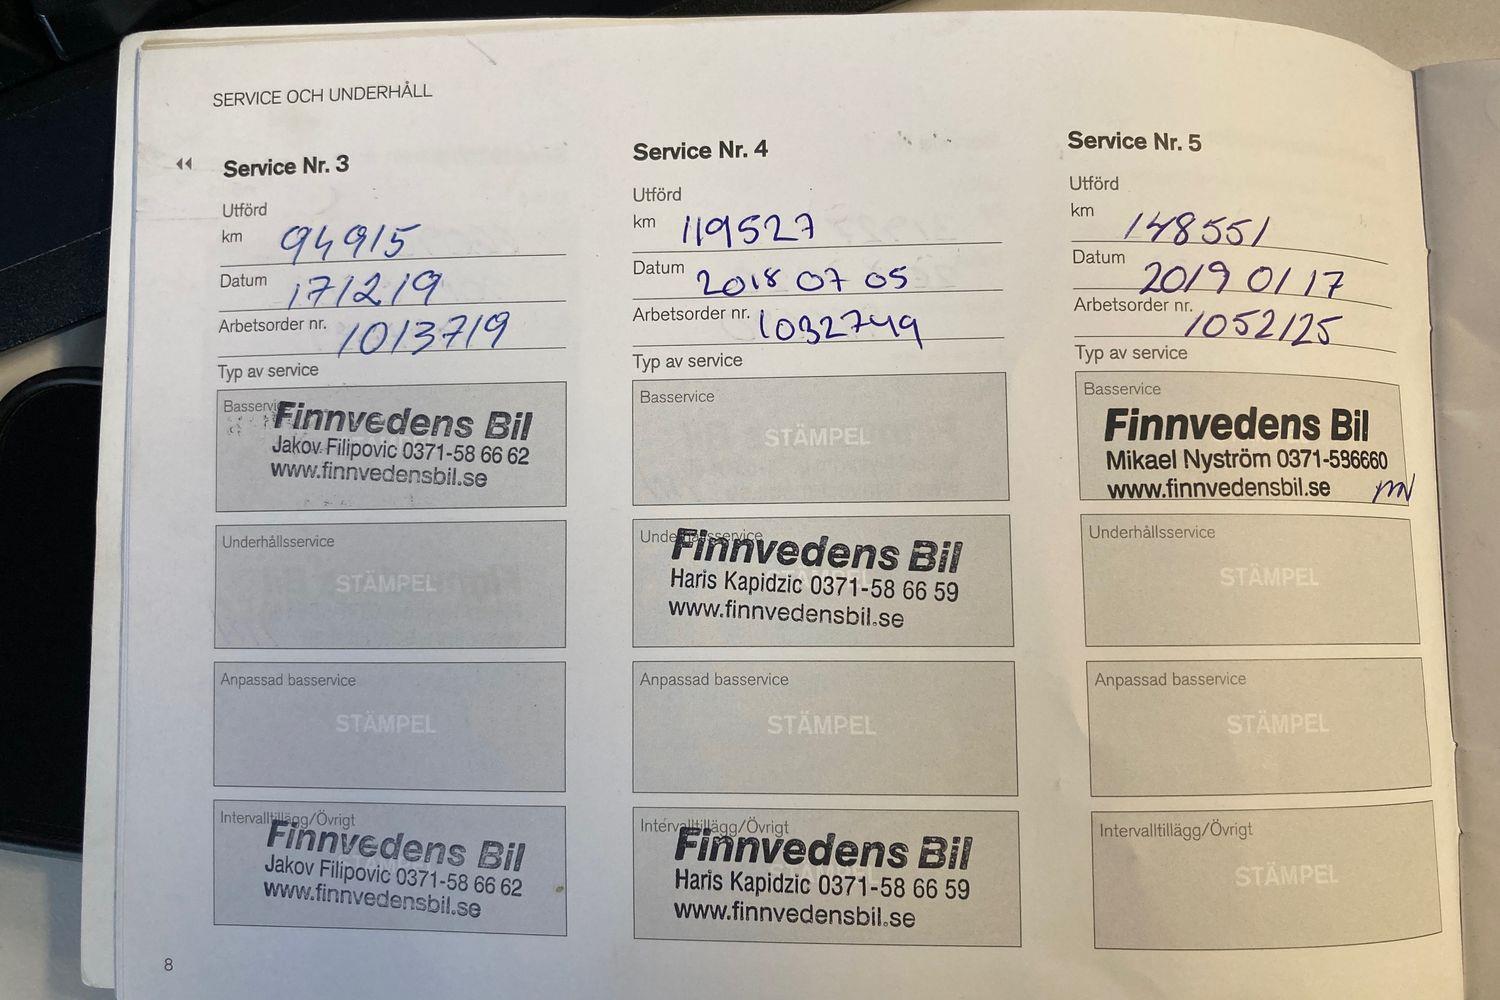 SERVICE OCH UNDERHÅLL
Service Nr. 3
Utförd
km 94915
Datum 171219
Arbetsorder nr. 1013719
Typ av service
Basservice
Finnvedens Bil
Jakov Filipovic 0371-58 66 62
www.finnvedensbil.se
Underhållsservice
STÄMPEL
Anpassad basservice
STÄMPEL
Intervalltillägg/Övrigt
Finnvedens Bil
Jakov Filipovic 0371-58 66 62
www.finnvedensbil.se
Service Nr. 4
Utförd
km 119527
Datum 2018 07 05
Arbetsorder nr. 1032749
Typ av service
Basservice
STÄMPEL
Underhållsservice
Finnvedens Bil
Haris Kapidzic 0371-58 66 59
www.finnvedensbil.se
Anpassad basservice
STÄMPEL
Intervalltillägg/Övrigt
Finnvedens Bil
Haris Kapidzic 0371-58 66 59
www.finnvedensbil.se
Service Nr. 5
Utförd
km 148551
Datum 2019 01 17
Arbetsorder nr. 1052125
Typ av service
Basservice
Finnvedens Bil
Mikael Nyström 0371-586660
www.finnvedensbil.se MN
Underhållsservice
STÄMPEL
Anpassad basservice
STÄMPEL
Intervalltillägg/Övrigt
STÄMPEL
8